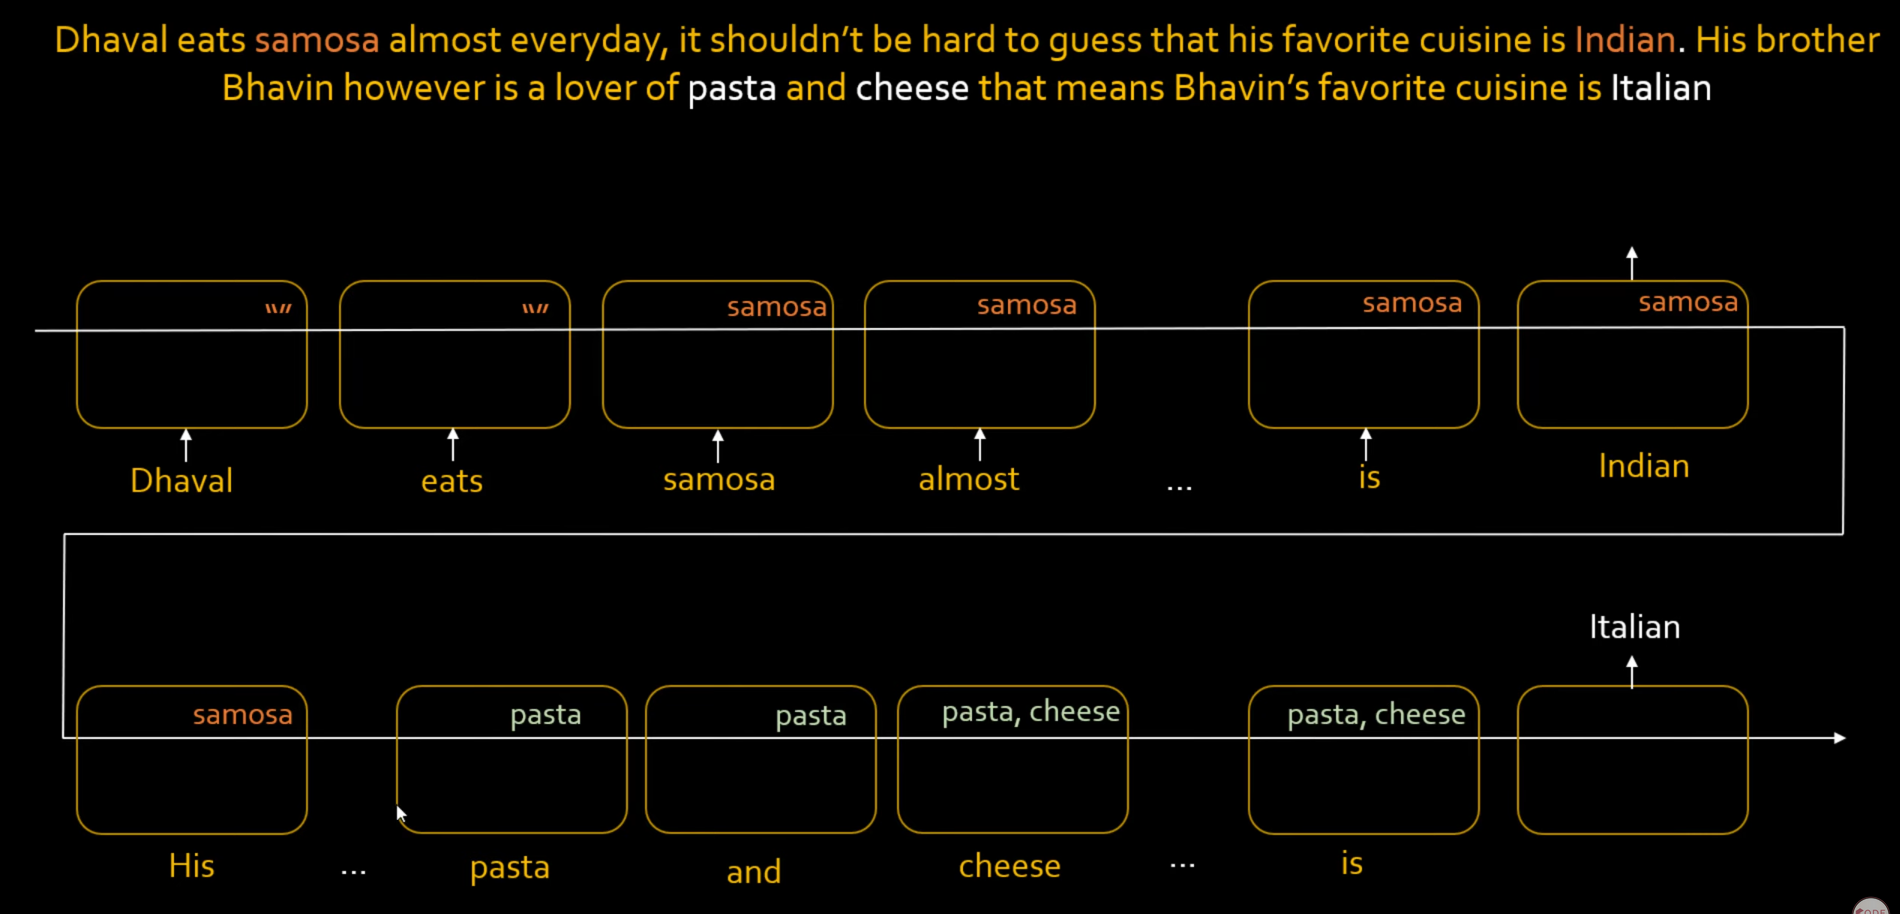 Dhaval eats samosa almost everyday, it shouldn't be hard to guess that his favorite cuisine is Indian. His brother
Bhavin however is a lover of pasta and cheese that means Bhavin's favorite cuisine is Italian
"" "" samosa samosa samosa samosa
Dhaval eats samosa almost ... is Indian
Italian
samosa pasta pasta pasta, cheese pasta, cheese
His ... pasta and cheese ... is
CODE